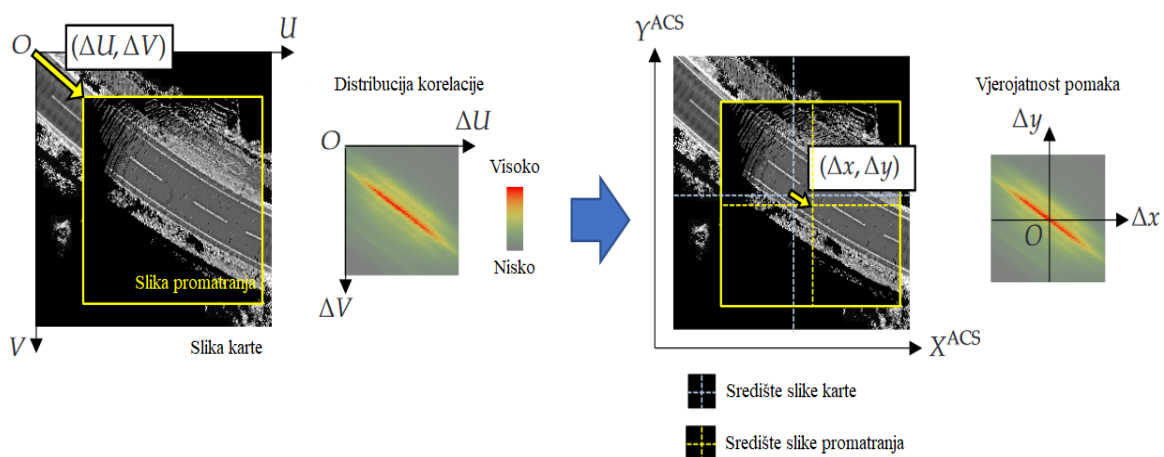 O
U
(ΔU, ΔV)
Slika promatranja
V
Slika karte
Distribucija korelacije
O
ΔU
ΔV
Visoko
Nisko
Y^ACS
(Δx, Δy)
X^ACS
Vjerojatnost pomaka
Δy
O
Δx
Središte slike karte
Središte slike promatranja